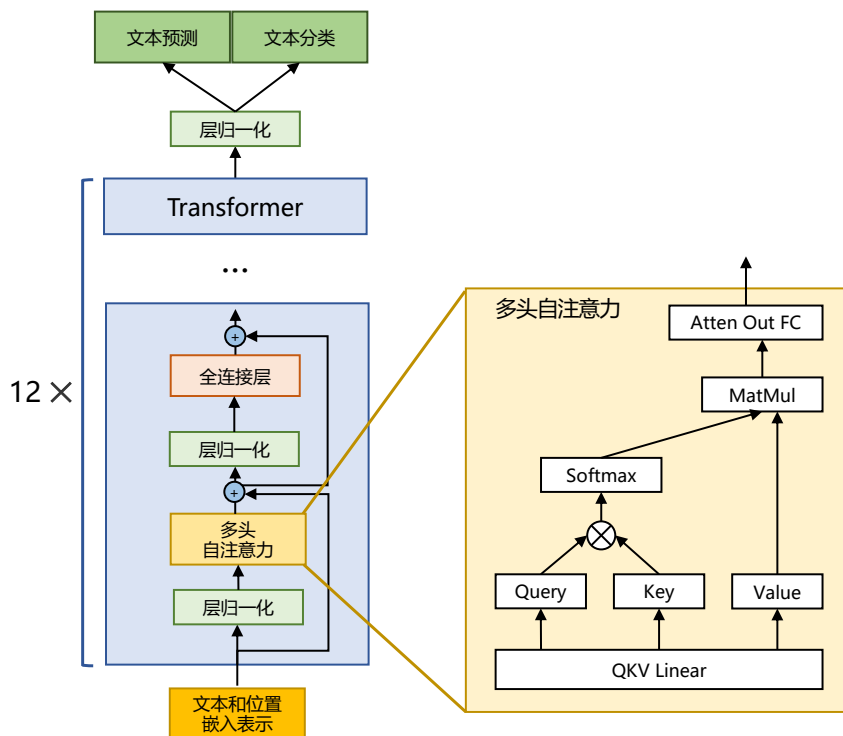 文本预测
文本分类
层归一化
Transformer
...
12 ×
全连接层
层归一化
多头
自注意力
层归一化
文本和位置
嵌入表示
多头自注意力
Atten Out FC
MatMul
Softmax
Query
Key
Value
QKV Linear